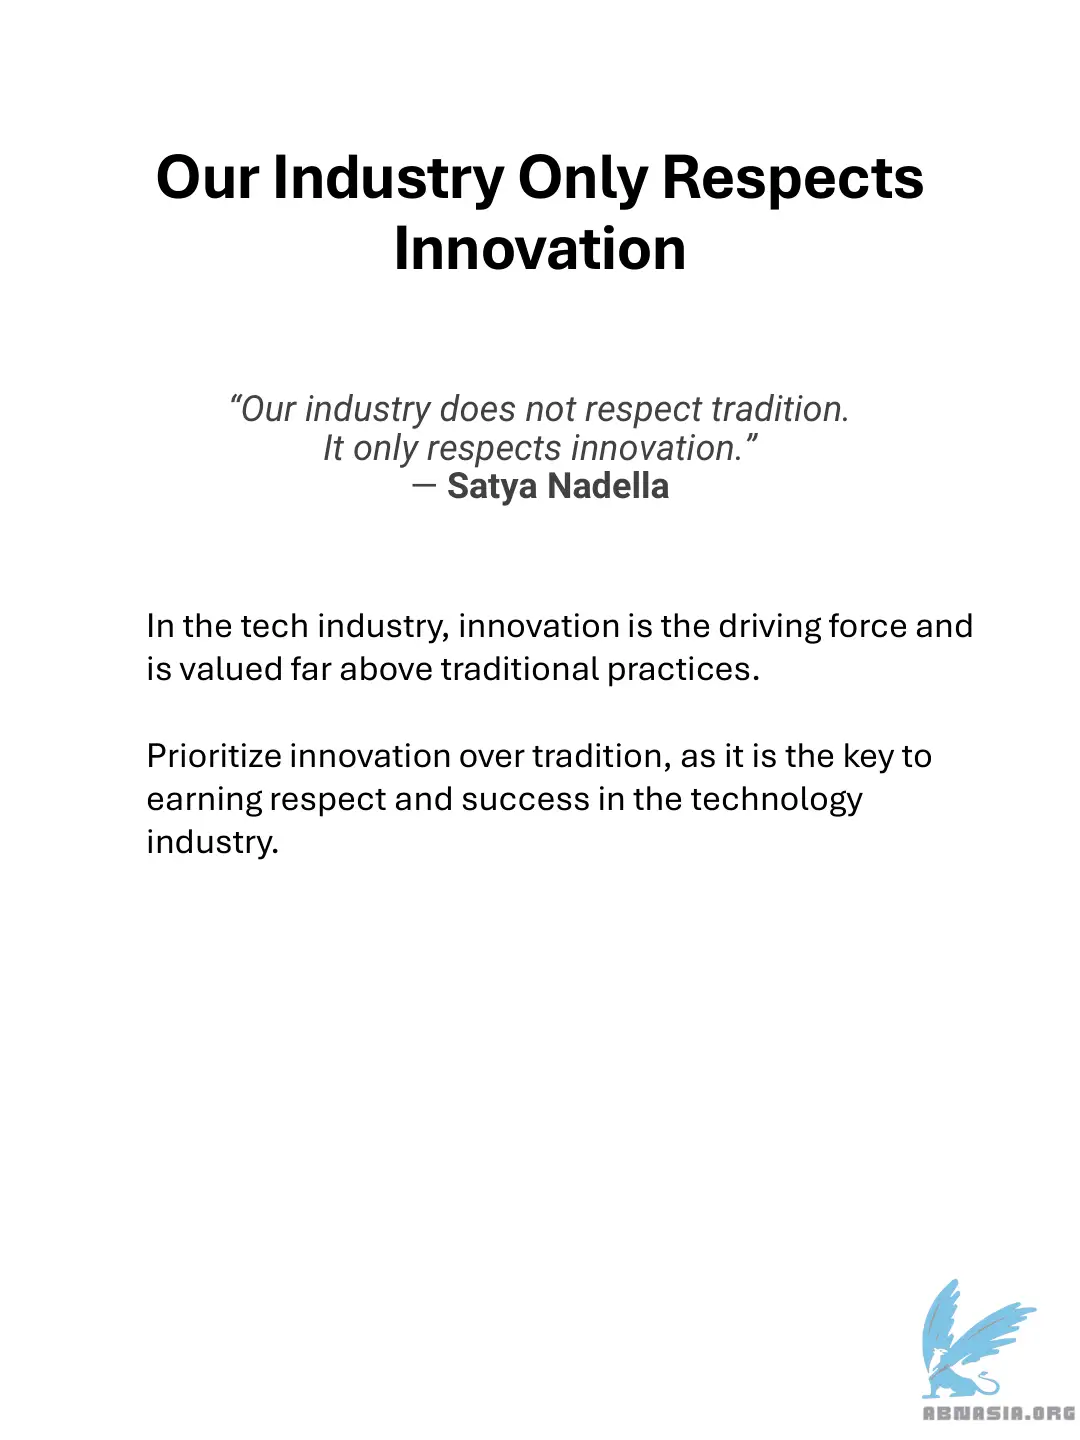 Our Industry Only Respects
Innovation
“Our industry does not respect tradition.
It only respects innovation.”
— Satya Nadella
In the tech industry, innovation is the driving force and
is valued far above traditional practices.
Prioritize innovation over tradition, as it is the key to
earning respect and success in the technology
industry.
ABNASIA.ORG